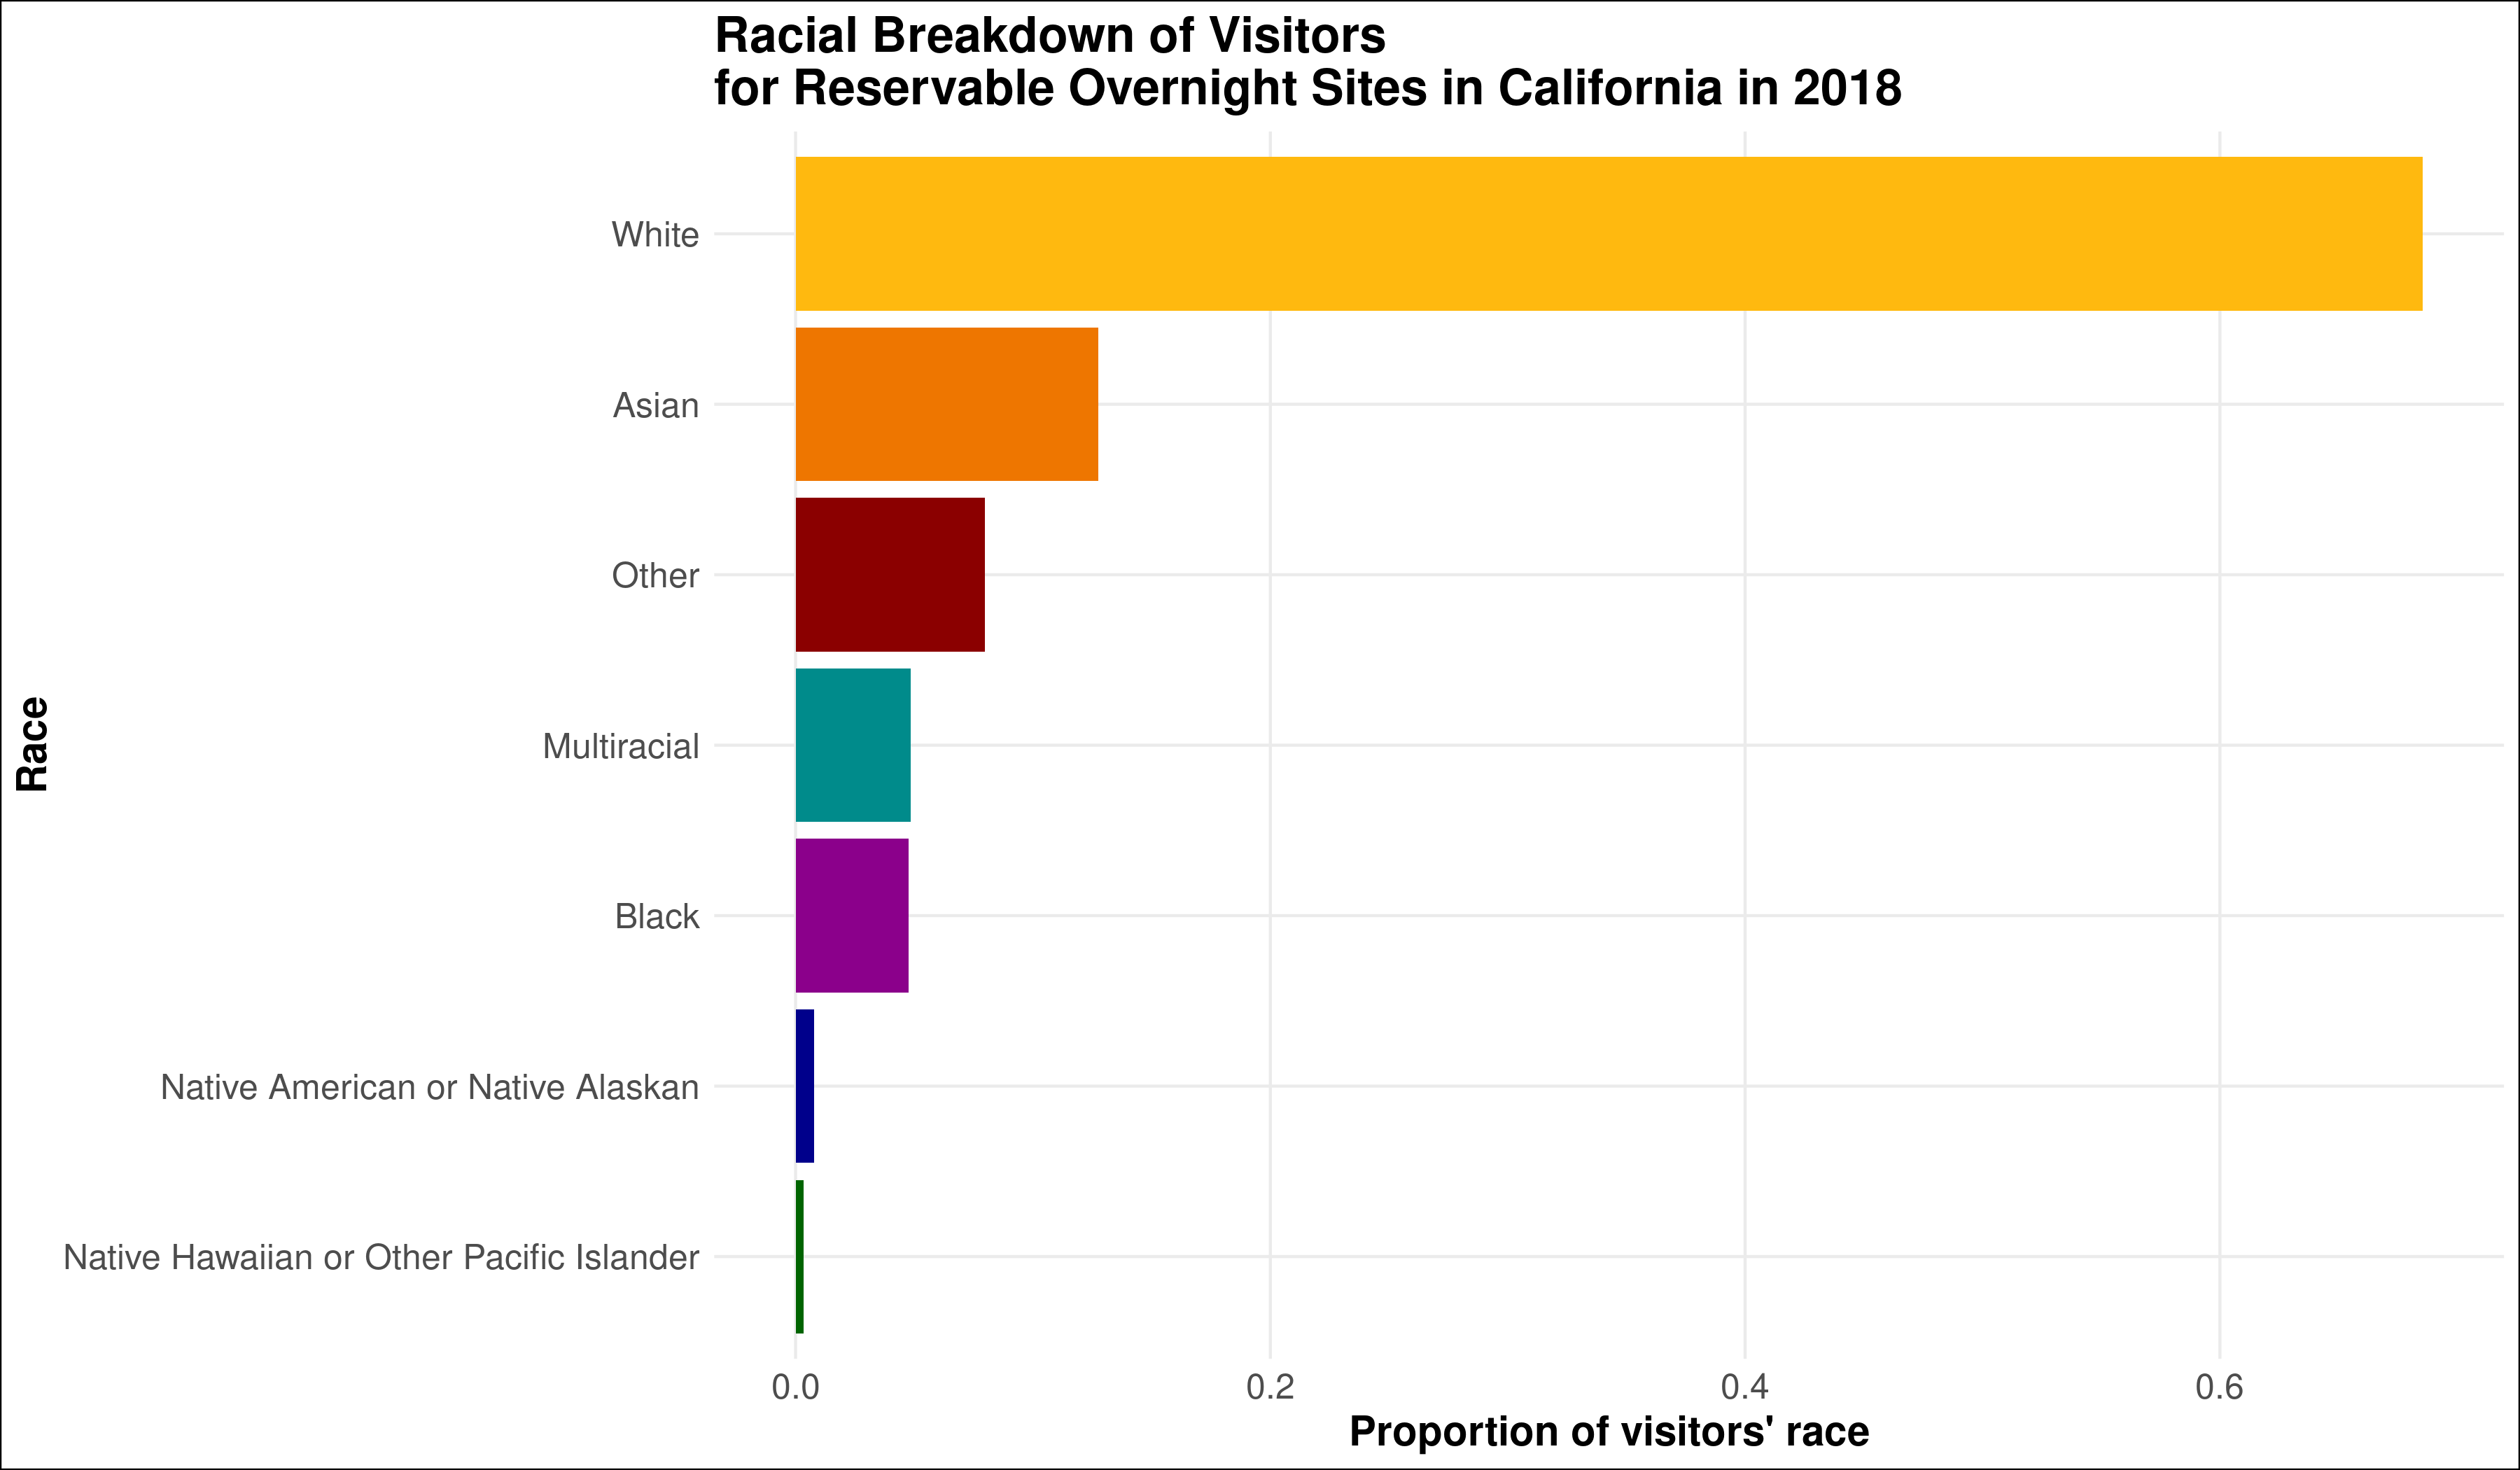 Racial Breakdown of Visitors
for Reservable Overnight Sites in California in 2018
White
Asian
Other
Multiracial
Black
Native American or Native Alaskan
Native Hawaiian or Other Pacific Islander
Race
0.0 0.2 0.4 0.6
Proportion of visitors' race